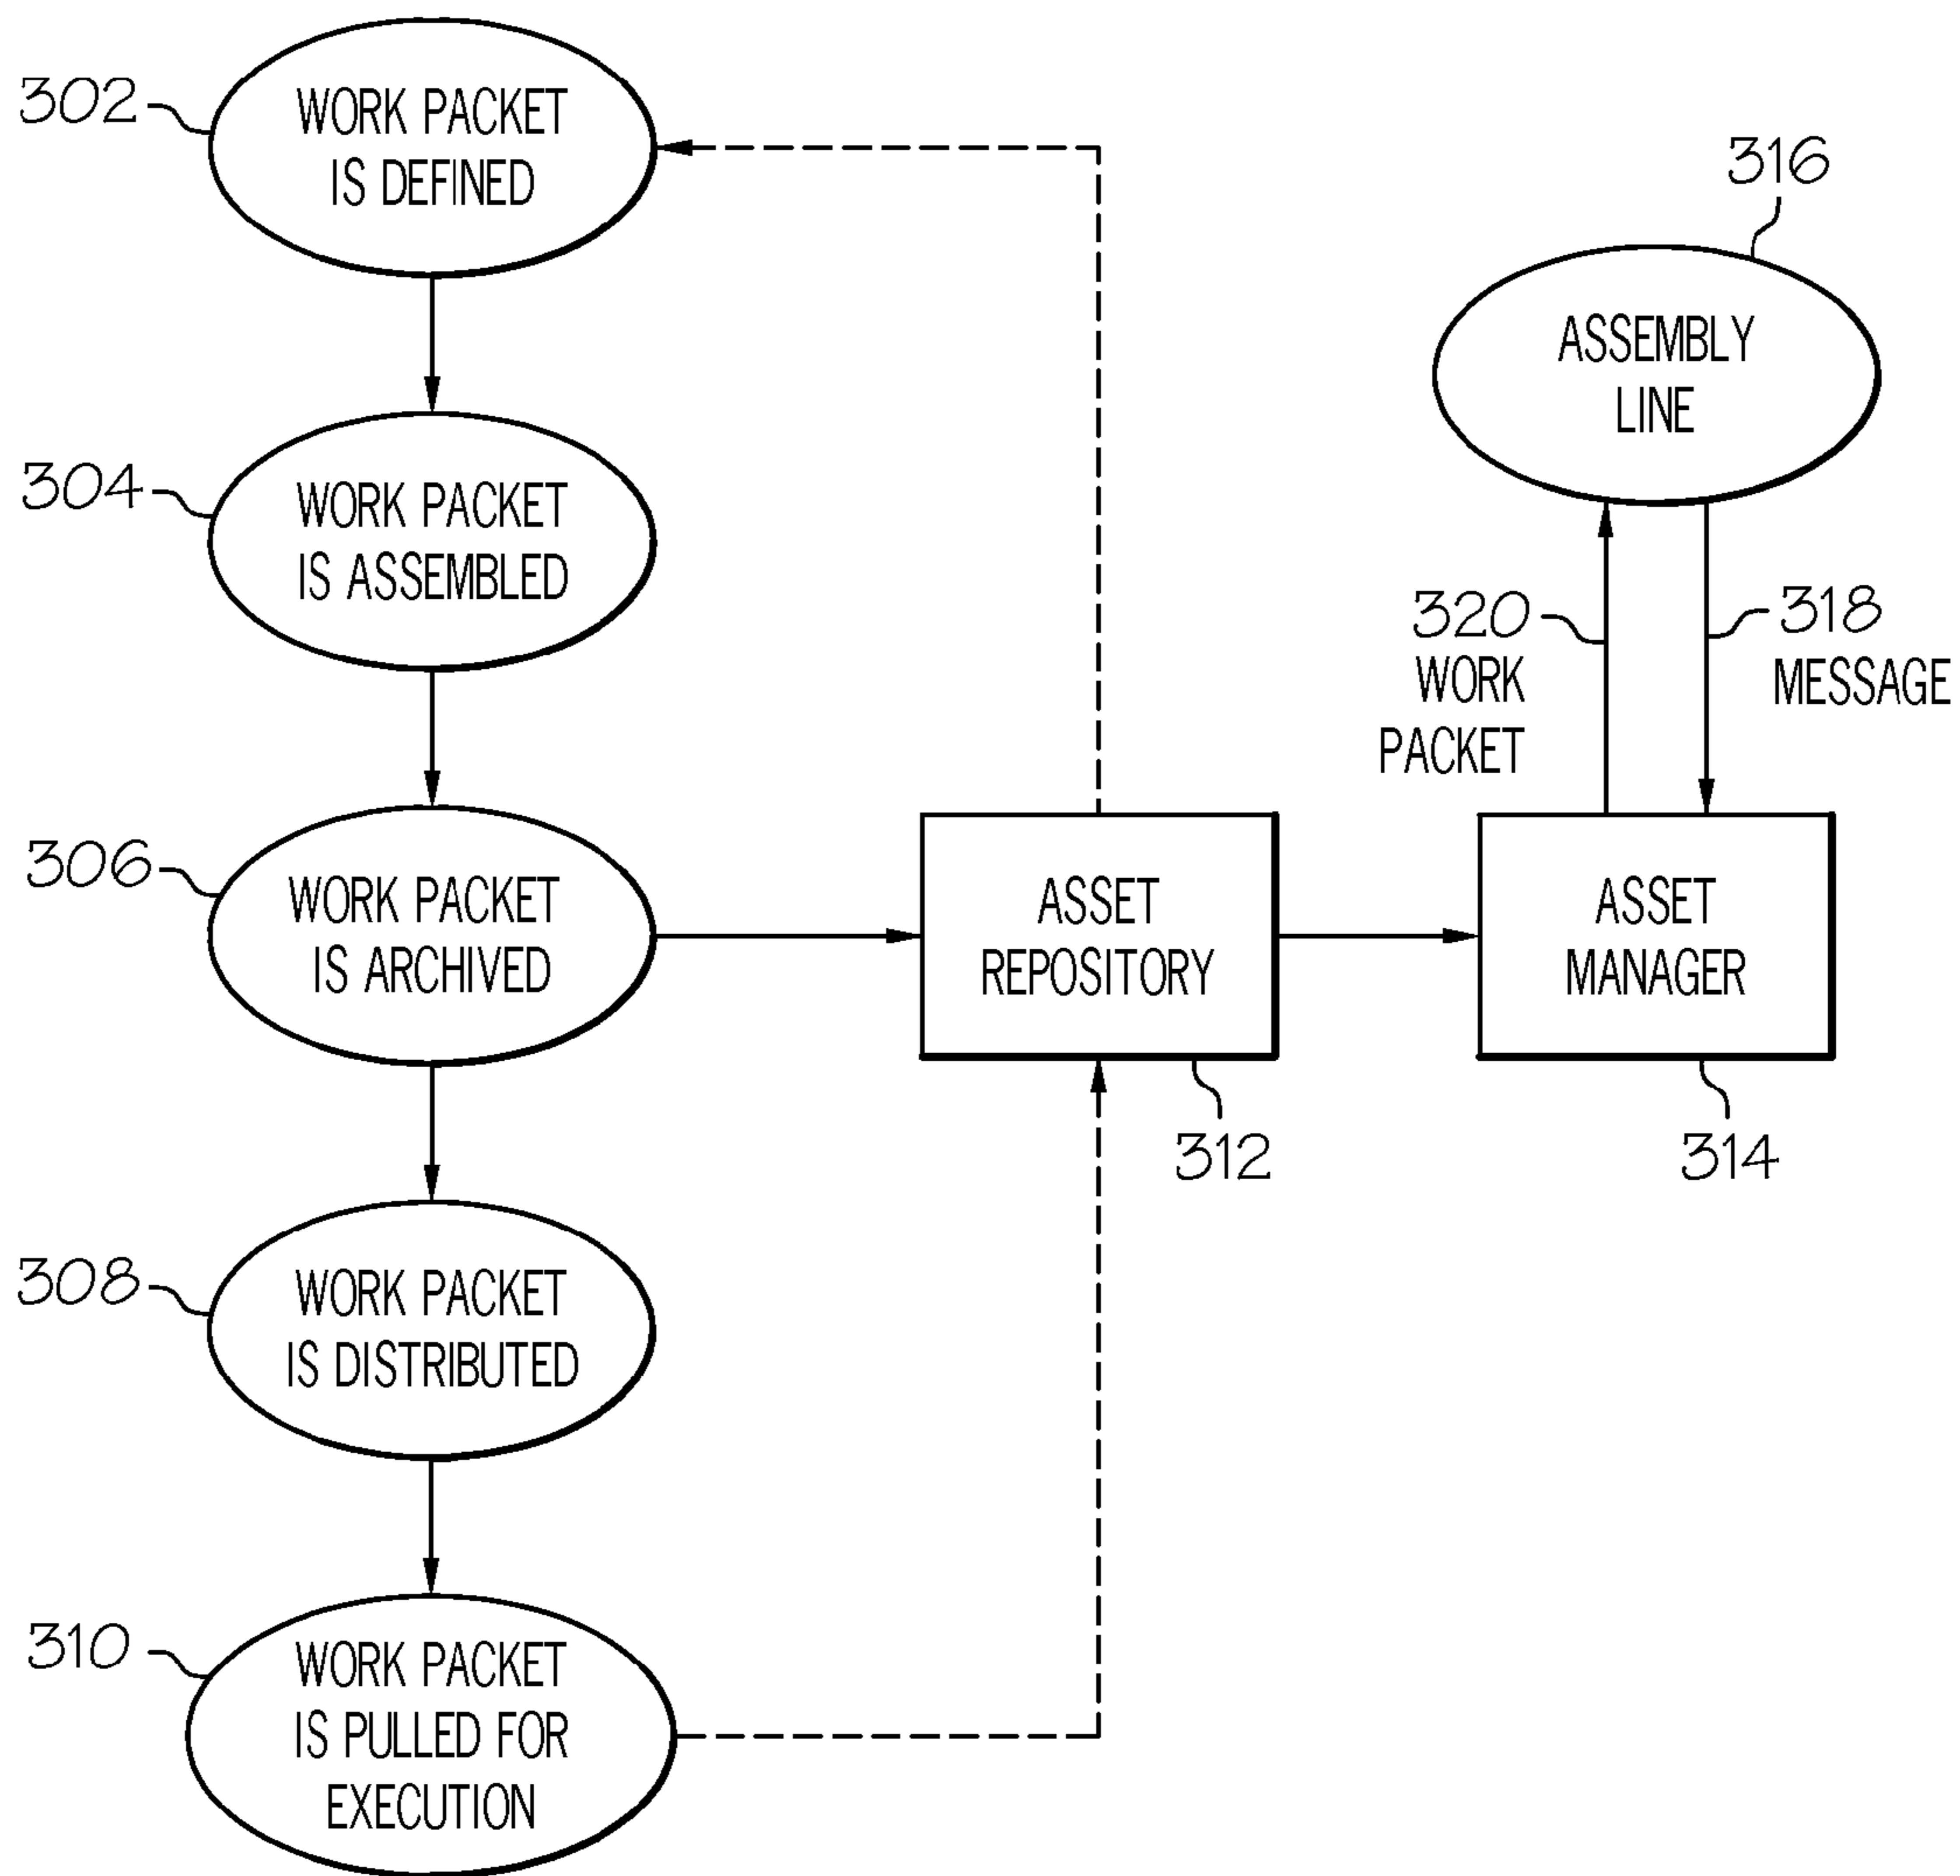 302
WORK PACKET
IS DEFINED
304
WORK PACKET
IS ASSEMBLED
306
WORK PACKET
IS ARCHIVED
308
WORK PACKET
IS DISTRIBUTED
310
WORK PACKET
IS PULLED FOR
EXECUTION
ASSET
REPOSITORY
312
316
ASSEMBLY
LINE
320
WORK
PACKET
318
MESSAGE
ASSET
MANAGER
314